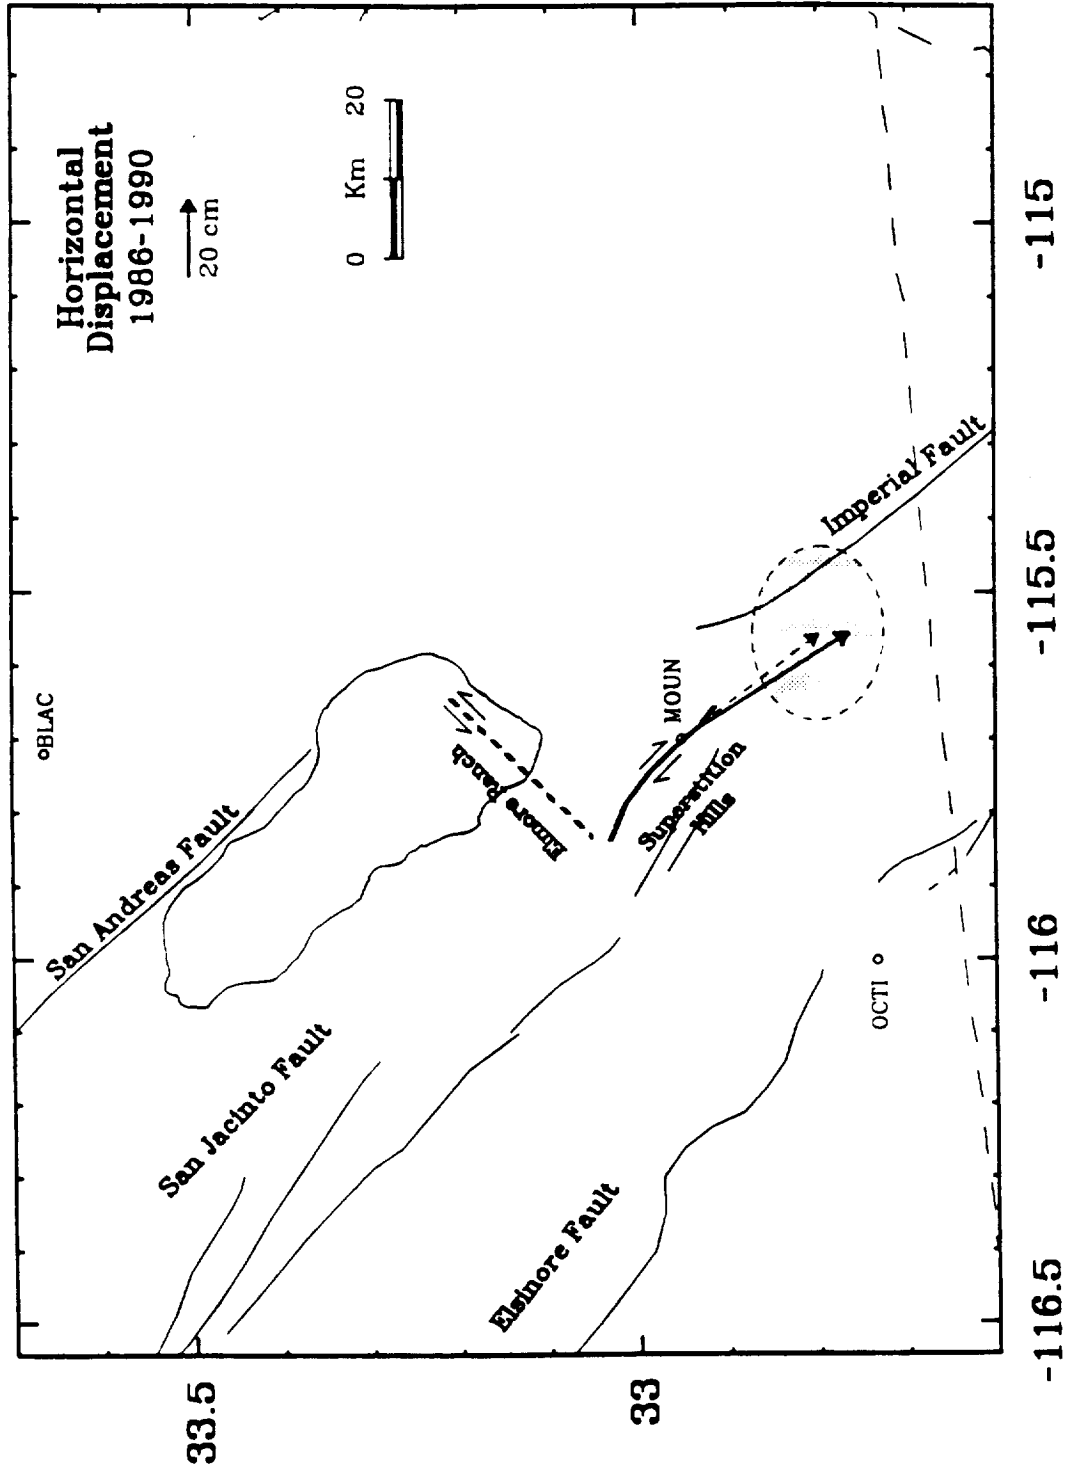 Horizontal
Displacement
1986-1990
20 cm
0 Km 20
BLAC
San Andreas Fault
Elmore Ranch
San Jacinto Fault
MOUN
Superstition
Hills
Imperial Fault
Elsinore Fault
OCTI
33.5
33
-116.5
-116
-115.5
-115